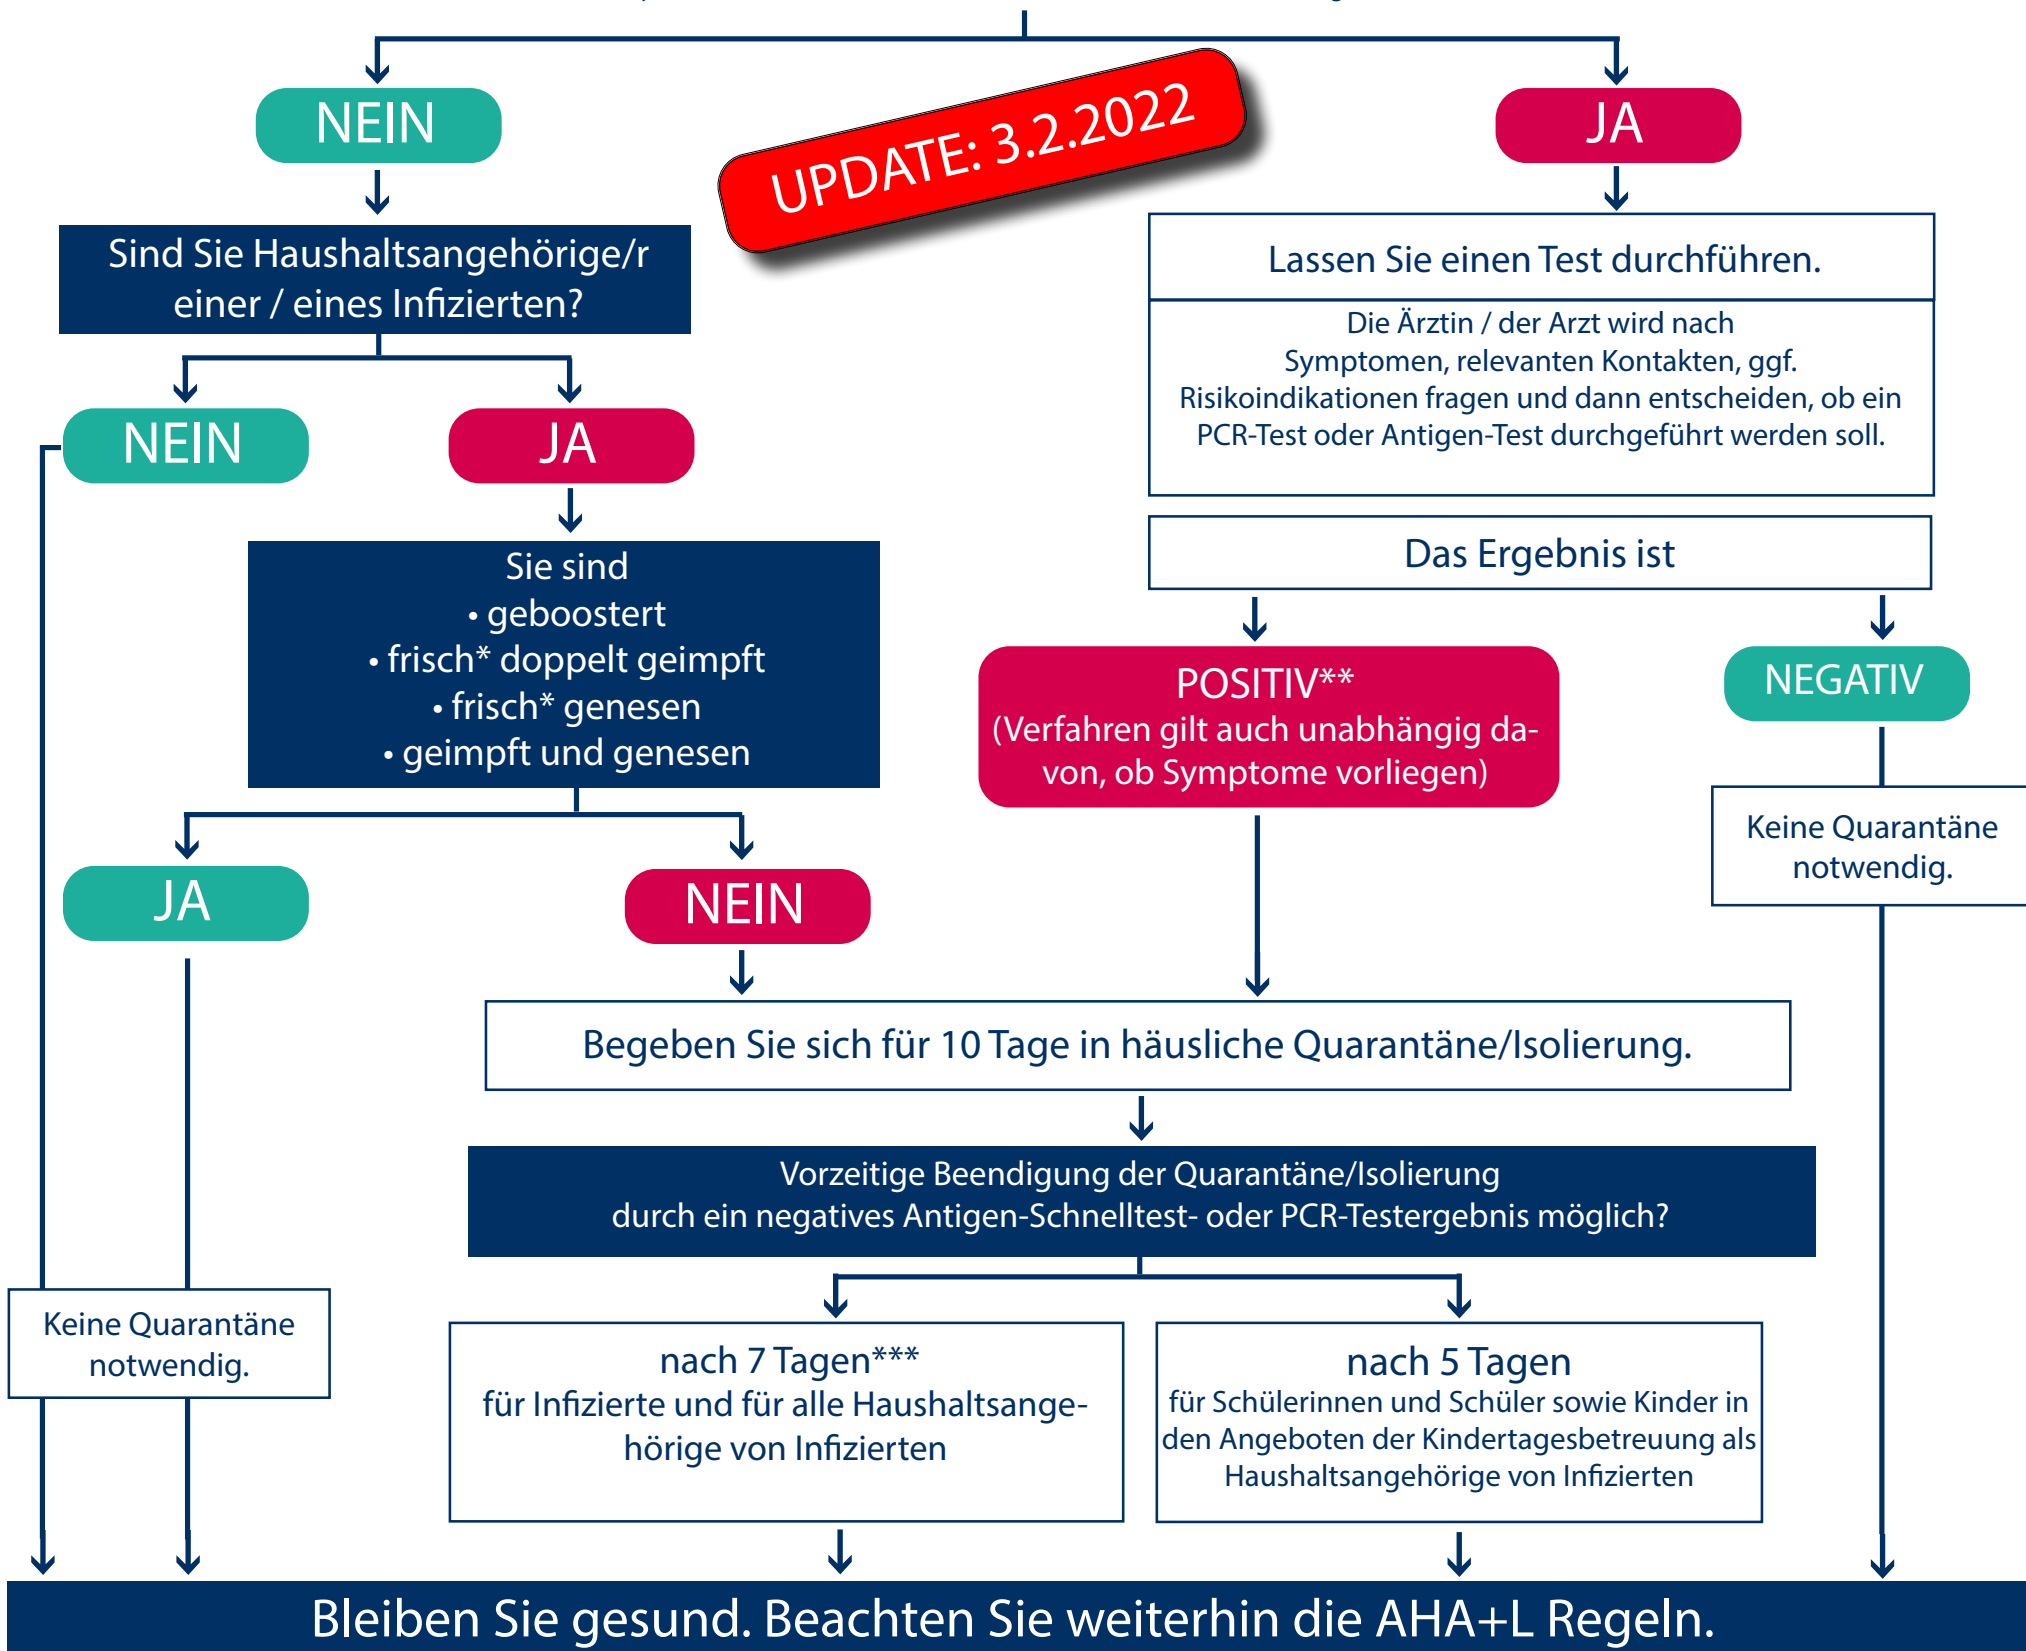 NEIN
UPDATE: 3.2.2022
JA
Sind Sie Haushaltsangehörige/r
einer / eines Infizierten?
Lassen Sie einen Test durchführen.
Die Ärztin / der Arzt wird nach
Symptomen, relevanten Kontakten, ggf.
Risikoindikationen fragen und dann entscheiden, ob ein
PCR-Test oder Antigen-Test durchgeführt werden soll.
NEIN
JA
Das Ergebnis ist
Sie sind
• geboostert
• frisch* doppelt geimpft
• frisch* genesen
• geimpft und genesen
POSITIV**
(Verfahren gilt auch unabhängig da-
von, ob Symptome vorliegen)
NEGATIV
Keine Quarantäne
notwendig.
JA
NEIN
Begeben Sie sich für 10 Tage in häusliche Quarantäne/Isolierung.
Vorzeitige Beendigung der Quarantäne/Isolierung
durch ein negatives Antigen-Schnelltest- oder PCR-Testergebnis möglich?
Keine Quarantäne
notwendig.
nach 7 Tagen***
für Infizierte und für alle Haushaltsange-
hörige von Infizierten
nach 5 Tagen
für Schülerinnen und Schüler sowie Kinder in
den Angeboten der Kindertagesbetreuung als
Haushaltsangehörige von Infizierten
Bleiben Sie gesund. Beachten Sie weiterhin die AHA+L Regeln.